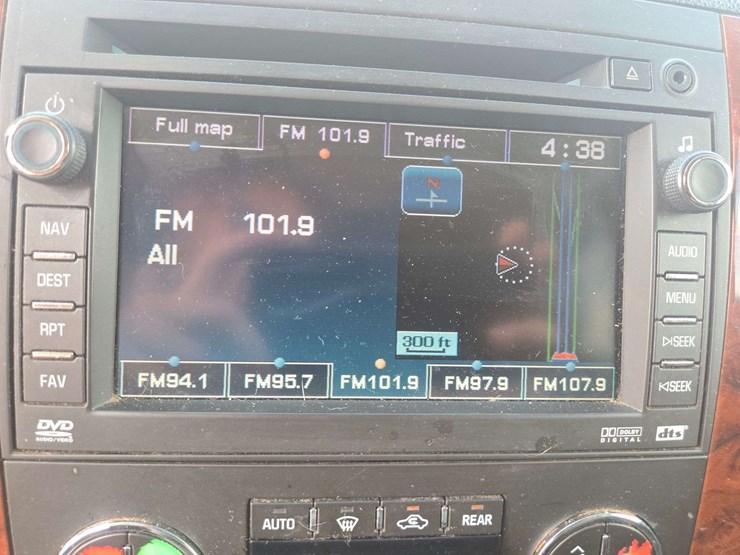 Full map FM 101.9 Traffic 4:38
N
FM 101.9
All
300 ft
FM94.1 FM95.7 FM101.9 FM97.9 FM107.9
NAV
DEST
RPT
FAV
AUDIO
MENU
SEEK
SEEK
DVD
AUDIO/VIDEO
DOLBY
DIGITAL
dts
AUTO REAR